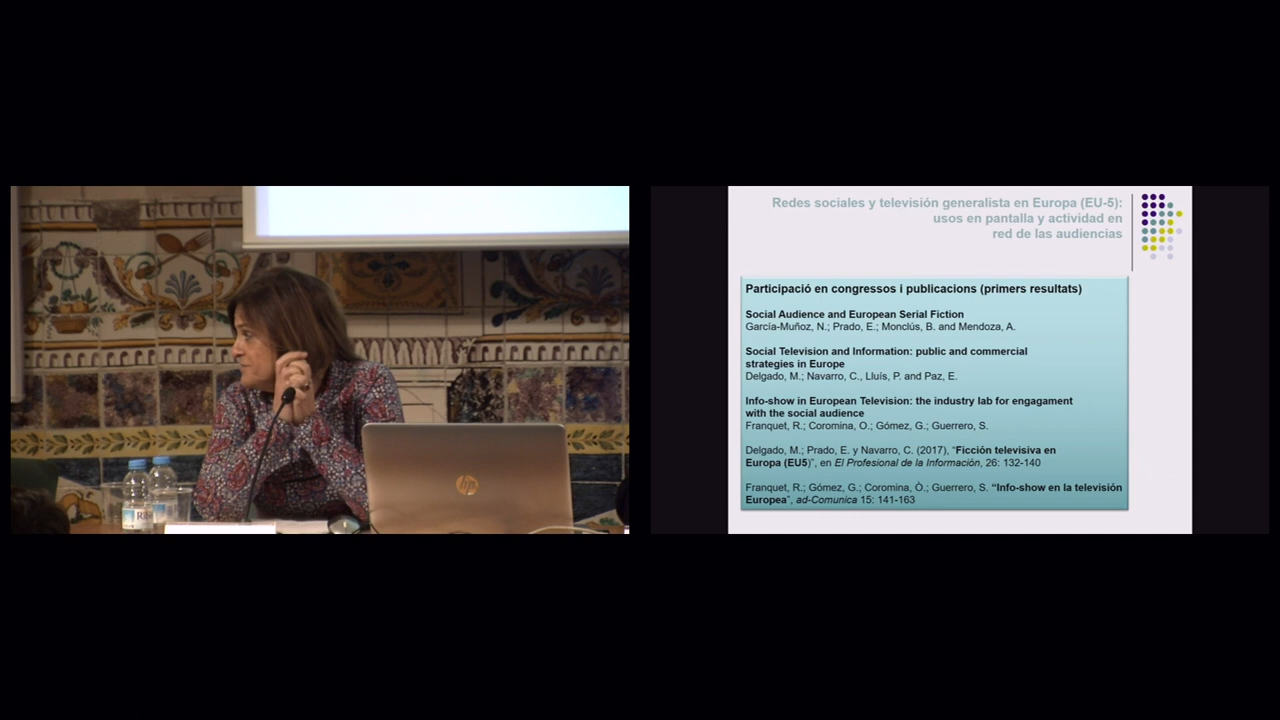 Redes sociales y televisión generalista en Europa (EU-5):
usos en pantalla y actividad en
red de las audiencias
Participació en congressos i publicacions (primers resultats)
Social Audience and European Serial Fiction
García-Muñoz, N.; Prado, E.; Monclús, B. and Mendoza, A.
Social Television and Information: public and commercial
strategies in Europe
Delgado, M.; Navarro, C., Lluís, P. and Paz, E.
Info-show in European Television: the industry lab for engagament
with the social audience
Franquet, R.; Coromina, O.; Gómez, G.; Guerrero, S.
Delgado, M.; Prado, E. y Navarro, C. (2017), “Ficción televisiva en
Europa (EU5)”, en El Profesional de la Información, 26: 132-140
Franquet, R.; Gómez, G.; Coromina, Ò.; Guerrero, S. “Info-show en la televisión
Europea”, ad-Comunica 15: 141-163
hp